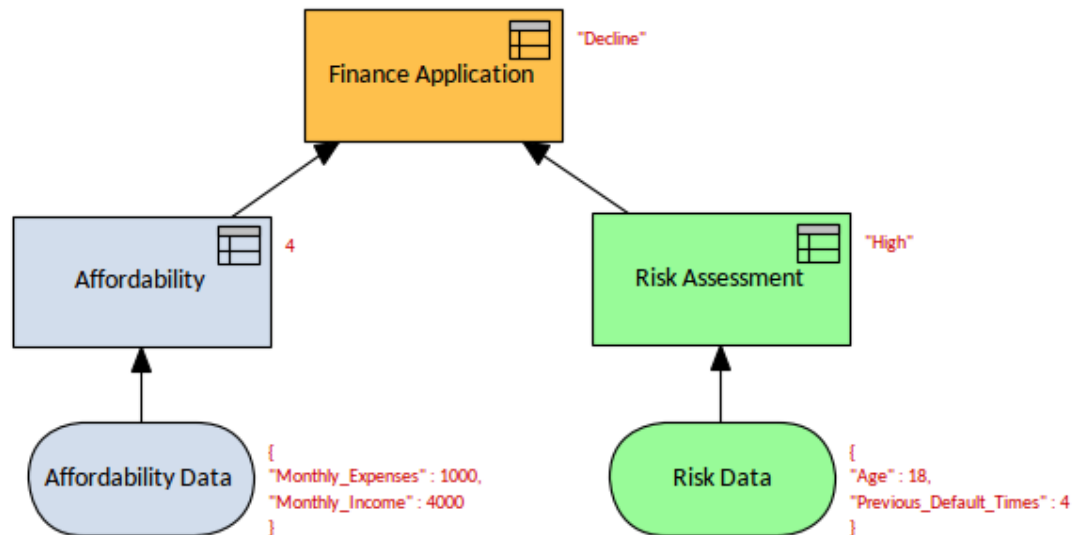 Finance Application
"Decline"
Affordability
4
Risk Assessment
"High"
Affordability Data
{
"Monthly_Expenses" : 1000,
"Monthly_Income" : 4000
}
Risk Data
{
"Age" : 18,
"Previous_Default_Times" : 4
}